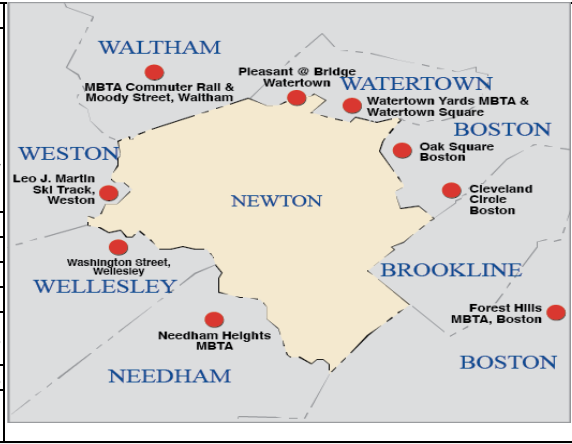 WALTHAM
MBTA Commuter Rail &
Moody Street, Waltham
Pleasant @ Bridge
Watertown
WATERTOWN
Watertown Yards MBTA &
Watertown Square
BOSTON
Oak Square
Boston
WESTON
Leo J. Martin
Ski Track,
Weston
Cleveland
Circle
Boston
NEWTON
Washington Street,
Wellesley
WELLESLEY
BROOKLINE
Forest Hills
MBTA, Boston
Needham Heights
MBTA
NEEDHAM
BOSTON